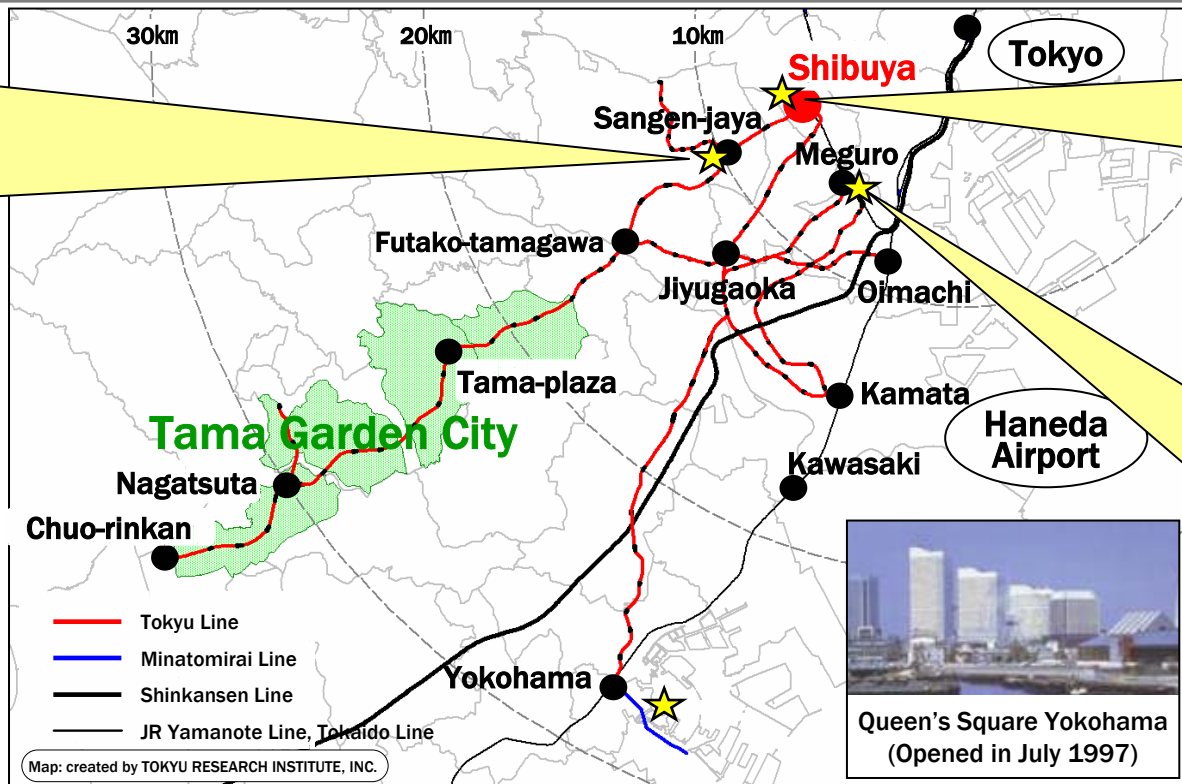 30km
20km
10km
Tokyo
Shibuya
Sangen-jaya
Meguro
Futako-tamagawa
Jiyugaoka
Oimachi
Tama-plaza
Kamata
Tama Garden City
Haneda
Airport
Nagatsuta
Kawasaki
Chuo-rinkan
Tokyu Line
Minatomirai Line
Shinkansen Line
JR Yamanote Line, Tokaido Line
Yokohama
Map: created by TOKYU RESEARCH INSTITUTE, INC.
Queen's Square Yokohama
(Opened in July 1997)